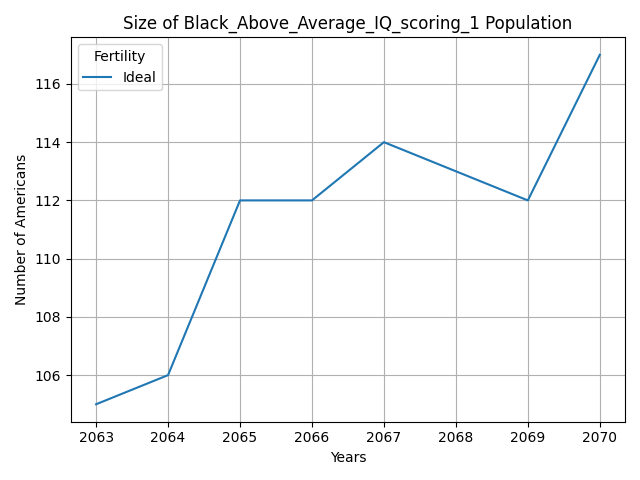 Size of Black_Above_Average_IQ_scoring_1 Population
Fertility
Ideal
Number of Americans
116
114
112
110
108
106
2063 2064 2065 2066 2067 2068 2069 2070
Years